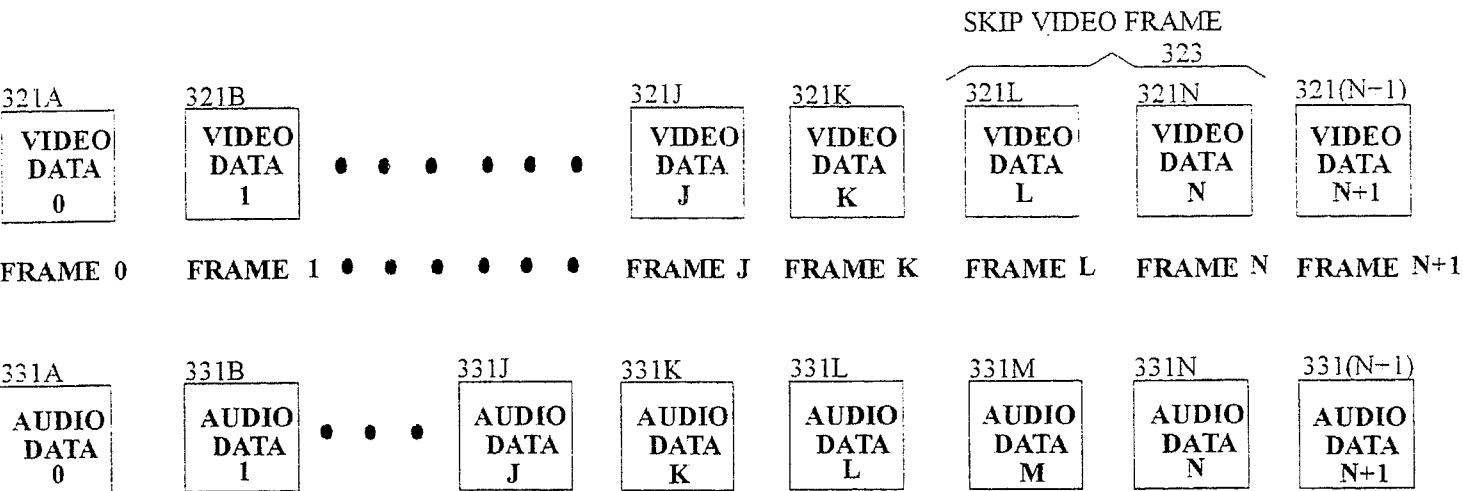 SKIP VIDEO FRAME
323
321A 321B 321J 321K 321L 321N 321(N−1)
VIDEO DATA 0
VIDEO DATA 1
VIDEO DATA J
VIDEO DATA K
VIDEO DATA L
VIDEO DATA N
VIDEO DATA N+1
FRAME 0 FRAME 1 FRAME J FRAME K FRAME L FRAME N FRAME N+1
331A 331B 331J 331K 331L 331M 331N 331(N−1)
AUDIO DATA 0
AUDIO DATA 1
AUDIO DATA J
AUDIO DATA K
AUDIO DATA L
AUDIO DATA M
AUDIO DATA N
AUDIO DATA N+1